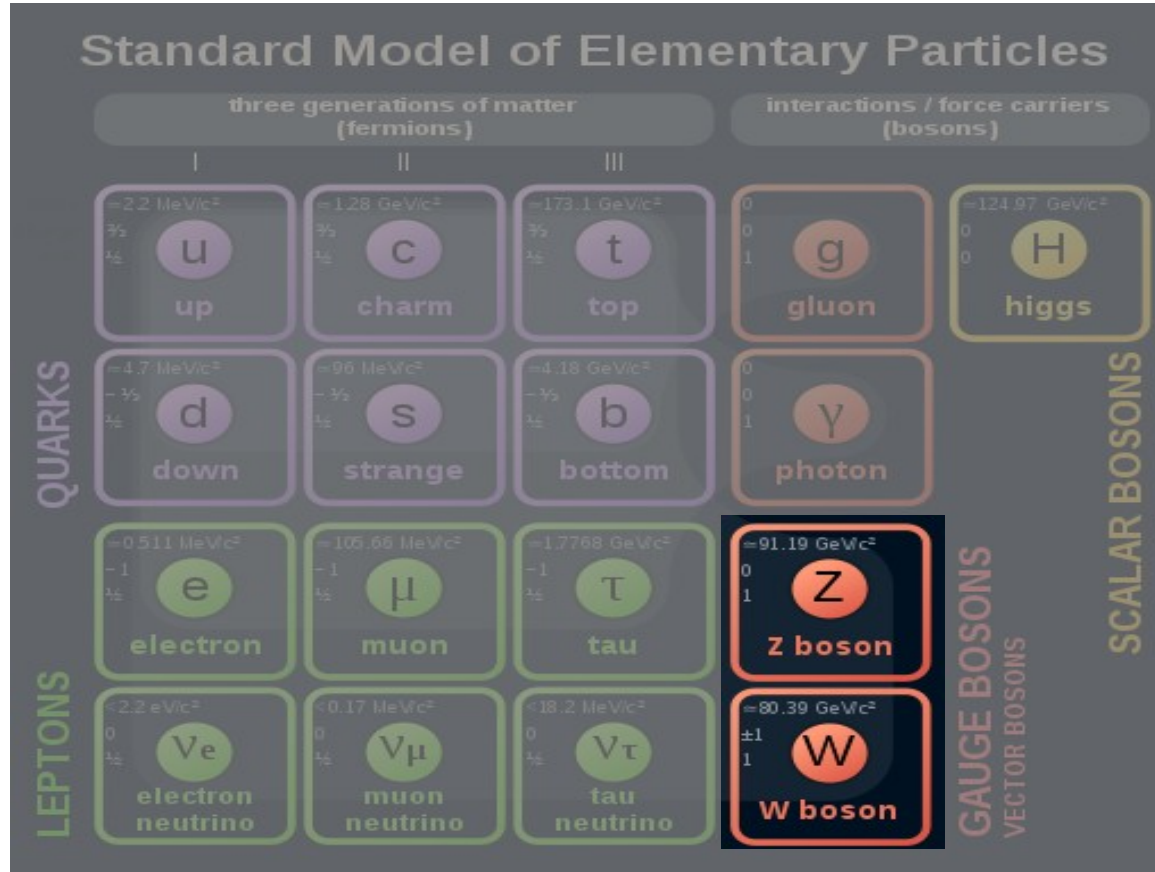 Standard Model of Elementary Particles
three generations of matter
(fermions)
interactions / force carriers
(bosons)
I II III
≃2.2 MeV/c²
⅔
½
u
up
≃1.28 GeV/c²
⅔
½
c
charm
≃173.1 GeV/c²
⅔
½
t
top
0
0
1
g
gluon
≃124.97 GeV/c²
0
0
H
higgs
QUARKS
≃4.7 MeV/c²
-⅓
½
d
down
≃96 MeV/c²
-⅓
½
s
strange
≃4.18 GeV/c²
-⅓
½
b
bottom
0
0
1
γ
photon
SCALAR BOSONS
≃0.511 MeV/c²
-1
½
e
electron
≃105.66 MeV/c²
-1
½
μ
muon
≃1.7768 GeV/c²
-1
½
τ
tau
≃91.19 GeV/c²
0
1
Z
Z boson
LEPTONS
<2.2 eV/c²
0
½
νe
electron
neutrino
<0.17 MeV/c²
0
½
νμ
muon
neutrino
<18.2 MeV/c²
0
½
ντ
tau
neutrino
≃80.39 GeV/c²
±1
1
W
W boson
GAUGE BOSONS
VECTOR BOSONS